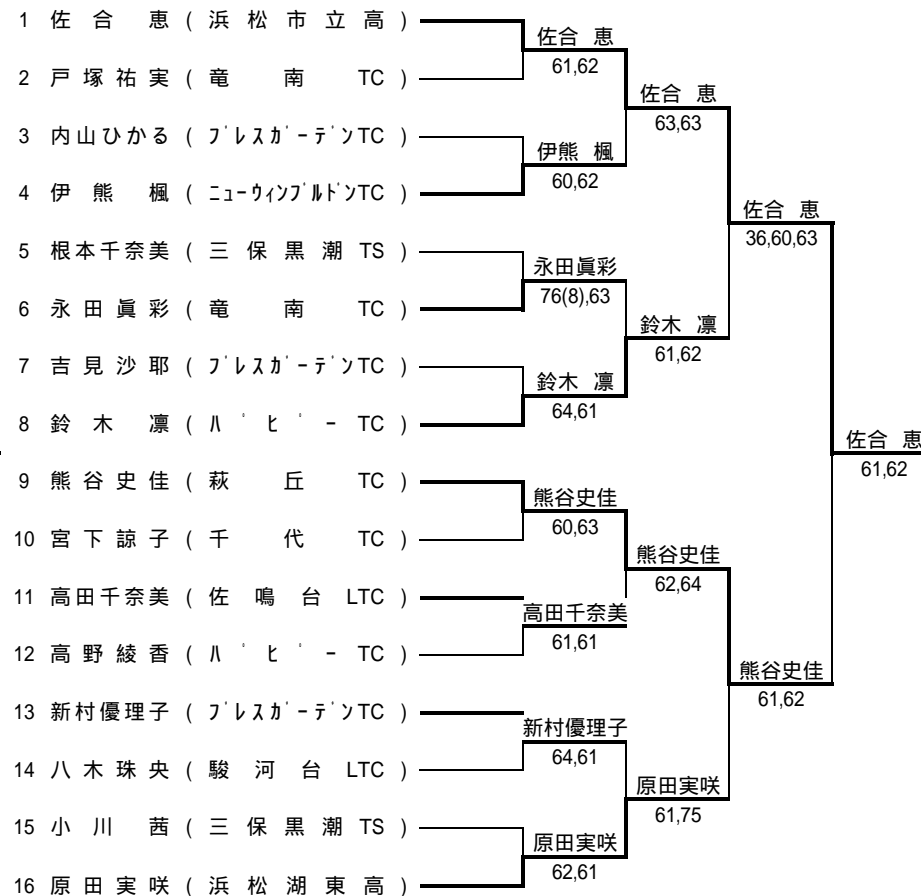 1 佐合 恵 ( 浜松市立高 )
佐合 恵
61,62
2 戸塚祐実 ( 竜南 TC )
佐合 恵
63,63
3 内山ひかる ( ブレスガーデンTC )
伊熊 楓
60,62
4 伊熊 楓 ( ニューウィンブルドンTC )
佐合 恵
36,60,63
5 根本千奈美 ( 三保黒潮 TS )
永田眞彩
76(8),63
6 永田眞彩 ( 竜南 TC )
鈴木 凛
61,62
7 吉見沙耶 ( ブレスガーデンTC )
鈴木 凛
64,61
8 鈴木 凛 ( パピー TC )
佐合 恵
61,62
9 熊谷史佳 ( 萩丘 TC )
熊谷史佳
60,63
10 宮下諒子 ( 千代 TC )
熊谷史佳
62,64
11 高田千奈美 ( 佐鳴台 LTC )
高田千奈美
61,61
12 高野綾香 ( パピー TC )
熊谷史佳
61,62
13 新村優理子 ( ブレスガーデンTC )
新村優理子
64,61
14 八木珠央 ( 駿河台 LTC )
原田実咲
61,75
15 小川 茜 ( 三保黒潮 TS )
原田実咲
62,61
16 原田実咲 ( 浜松湖東高 )